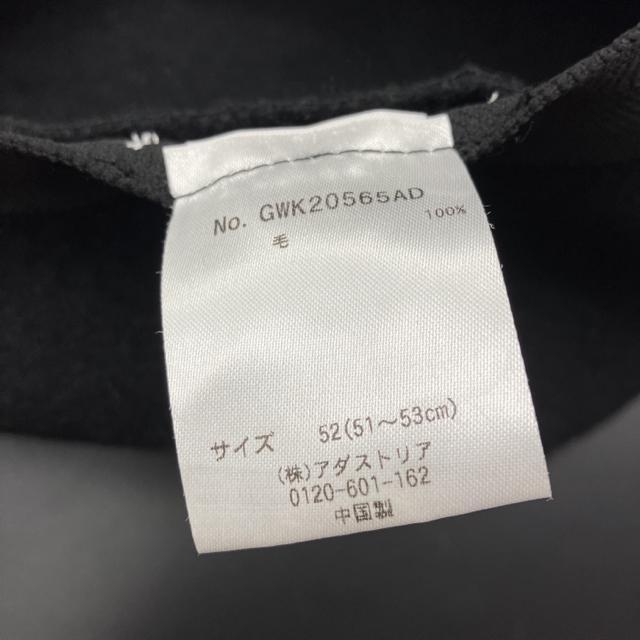 No. GWK20565AD
毛 100%
サイズ 52(51～53cm)
(株)アダストリア
0120-601-162
中国製